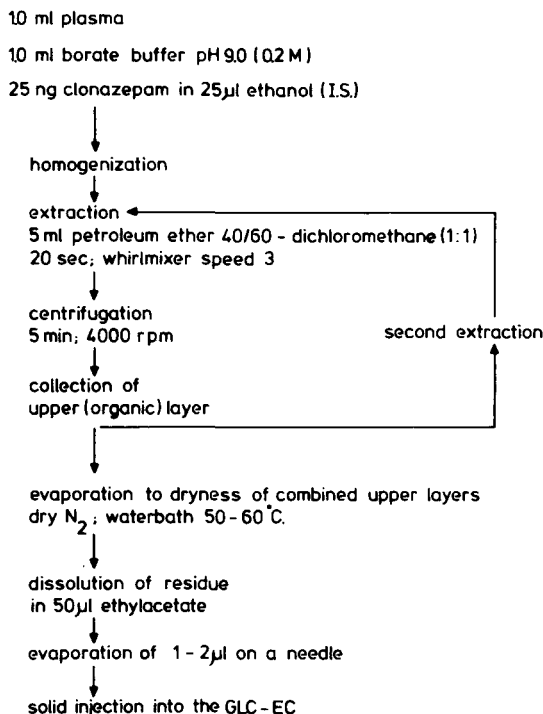 1.0 ml plasma
1.0 ml borate buffer pH 9.0 (0.2 M)
25 ng clonazepam in 25µl ethanol (I.S.)
homogenization
extraction
5 ml petroleum ether 40/60 - dichloromethane (1:1)
20 sec; whirlmixer speed 3
centrifugation
5 min; 4000 rpm
second extraction
collection of
upper (organic) layer
evaporation to dryness of combined upper layers
dry N2; waterbath 50-60°C.
dissolution of residue
in 50µl ethylacetate
evaporation of 1-2µl on a needle
solid injection into the GLC-EC